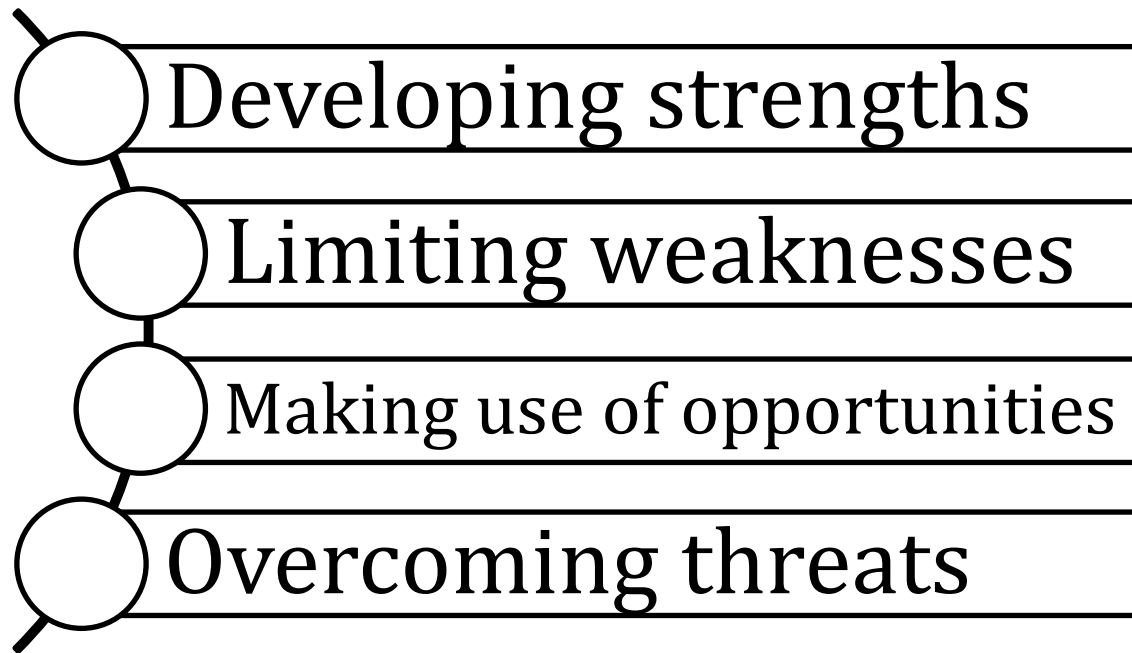 Developing strengths
Limiting weaknesses
Making use of opportunities
Overcoming threats